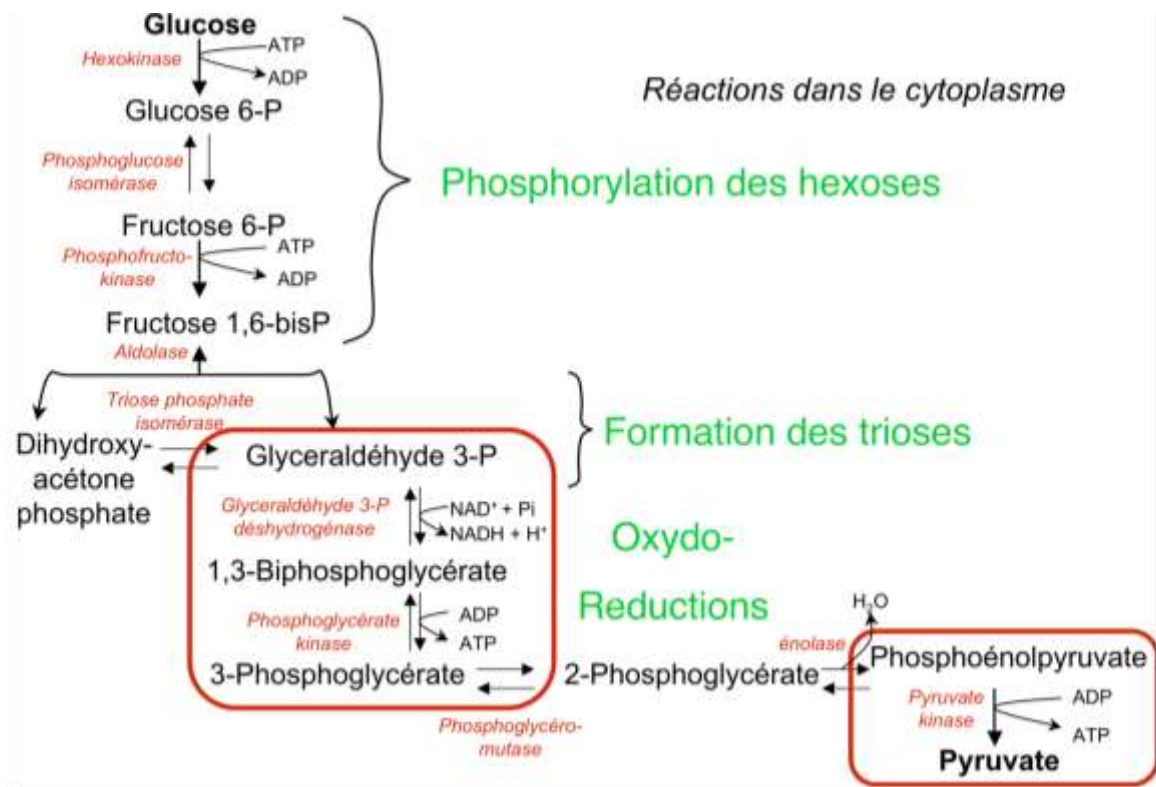 Glucose
Hexokinase
ATP
ADP
Réactions dans le cytoplasme
Glucose 6-P
Phosphoglucose
isomérase
Phosphorylation des hexoses
Fructose 6-P
Phosphofructo-
kinase
ATP
ADP
Fructose 1,6-bisP
Aldolase
Triose phosphate
isomérase
Formation des trioses
Dihydroxy-
acétone
phosphate
Glyceraldéhyde 3-P
Glyceraldéhyde 3-P
déshydrogénase
NAD⁺ + Pi
NADH + H⁺
Oxydo-
Reductions
1,3-Biphosphoglycérate
Phosphoglycérate
kinase
ADP
ATP
3-Phosphoglycérate
Phosphoglycéro-
mutase
2-Phosphoglycérate
énolase
H₂O
Phosphoénolpyruvate
Pyruvate
kinase
ADP
ATP
Pyruvate